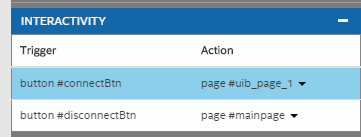 INTERACTIVITY
Trigger Action
button #connectBtn page #uib_page_1
button #disconnectBtn page #mainpage